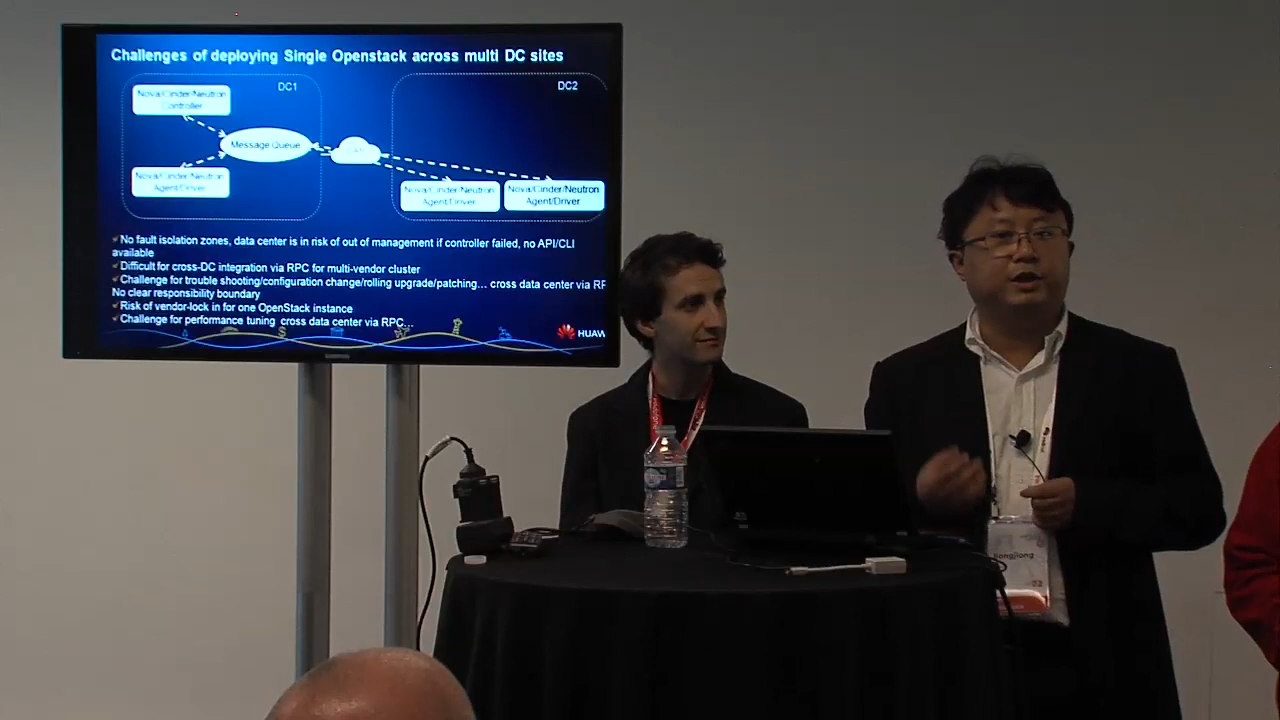 Challenges of deploying Single Openstack across multi DC sites
DC1
DC2
Nova/Cinder/Neutron
Controller
Message Queue
Nova/Cinder/Neutron
Agent/Driver
Nova/Cinder/Neutron
Agent/Driver
Nova/Cinder/Neutron
Agent/Driver
No fault isolation zones, data center is in risk of out of management if controller failed, no API/CLI
available
Difficult for cross-DC integration via RPC for multi-vendor cluster
Challenge for trouble shooting/configuration change/rolling upgrade/patching… cross data center via RP
No clear responsibility boundary
Risk of vendor-lock in for one OpenStack instance
Challenge for performance tuning cross data center via RPC…
HUAW